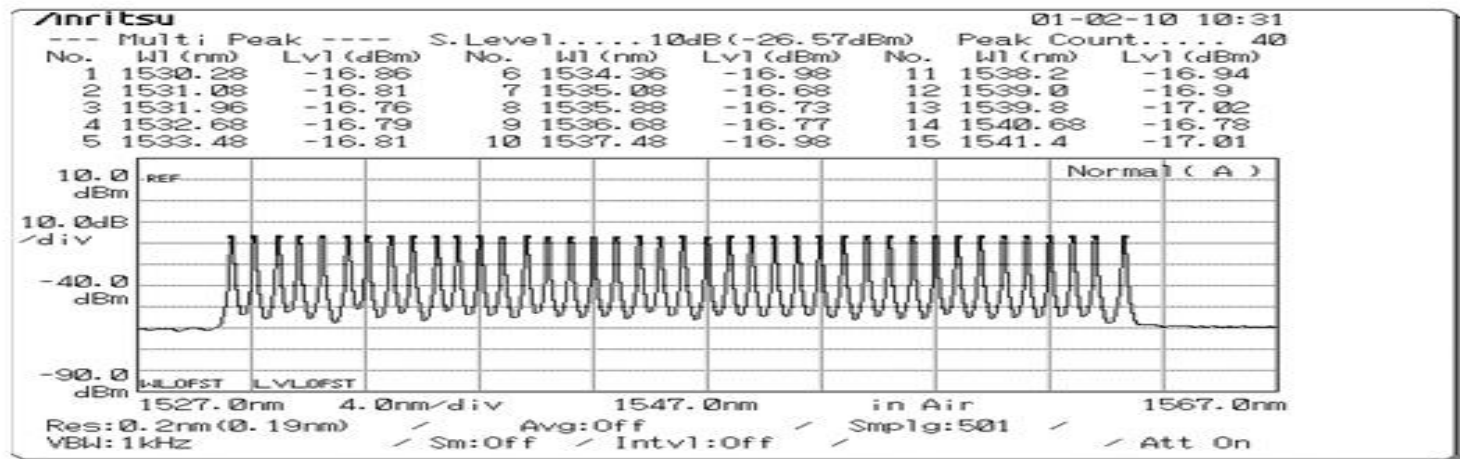 Anritsu 01-02-10 10:31
--- Multi Peak ---- S.Level.....10dB(-26.57dBm) Peak Count..... 40
No. Wl(nm) Lvl(dBm) No. Wl(nm) Lvl(dBm) No. Wl(nm) Lvl(dBm)
1 1530.28 -16.86 6 1534.36 -16.98 11 1538.2 -16.94
2 1531.08 -16.81 7 1535.08 -16.68 12 1539.0 -16.9
3 1531.96 -16.76 8 1535.88 -16.73 13 1539.8 -17.02
4 1532.68 -16.79 9 1536.68 -16.77 14 1540.68 -16.78
5 1533.48 -16.81 10 1537.48 -16.98 15 1541.4 -17.01
Normal( A )
10.0 REF
dBm
10.0dB
/div
-40.0
dBm
-90.0
dBm WLOFST LVLOFST
1527.0nm 4.0nm/div 1547.0nm in Air 1567.0nm
Res:0.2nm(0.19nm) / Avg:Off / Smplg:501 /
VBW:1kHz / Sm:Off / Intvl:Off / / Att On